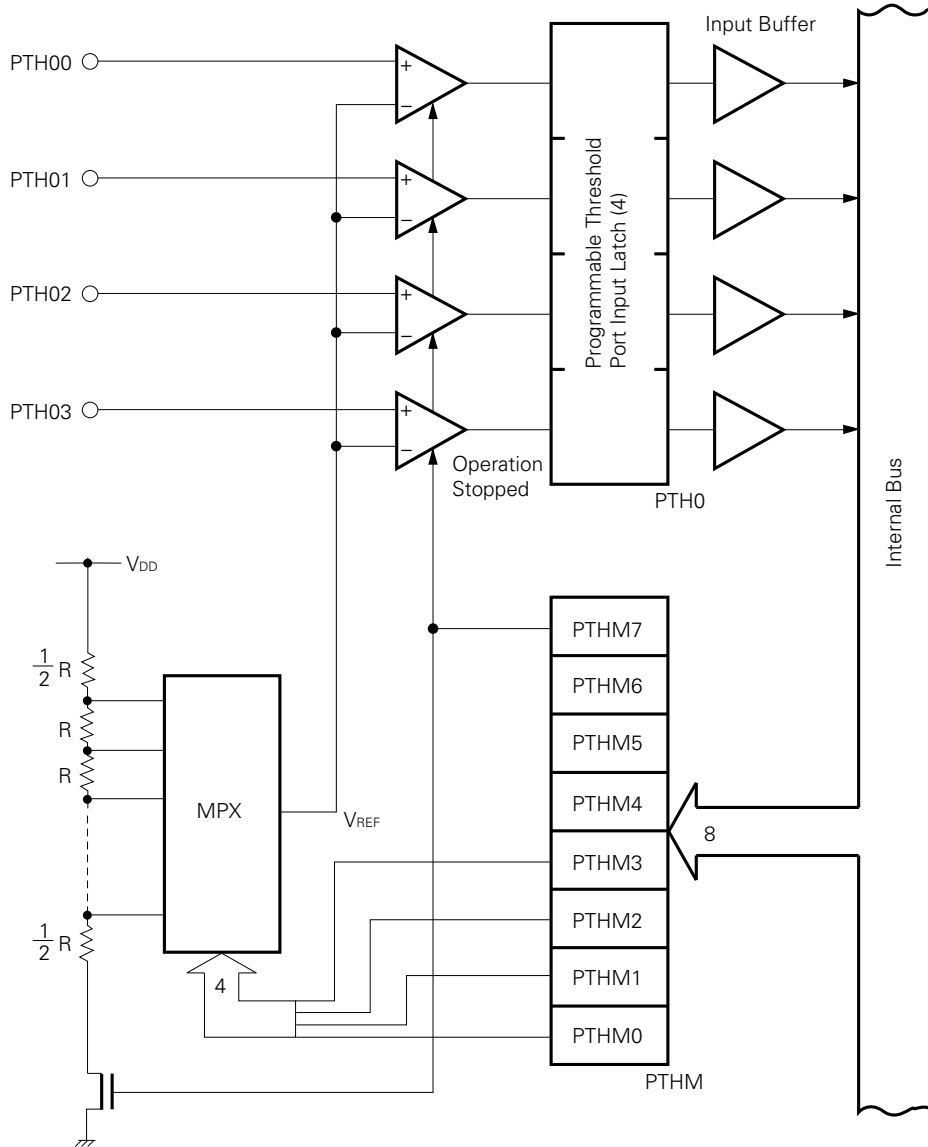 Input Buffer
PTH00
+
−
PTH01
+
−
PTH02
+
−
PTH03
+
−
Programmable Threshold
Port Input Latch (4)
Operation
Stopped
PTH0
Internal Bus
VDD
1/2 R
R
R
1/2 R
MPX
VREF
4
PTHM7
PTHM6
PTHM5
PTHM4
PTHM3
PTHM2
PTHM1
PTHM0
8
PTHM